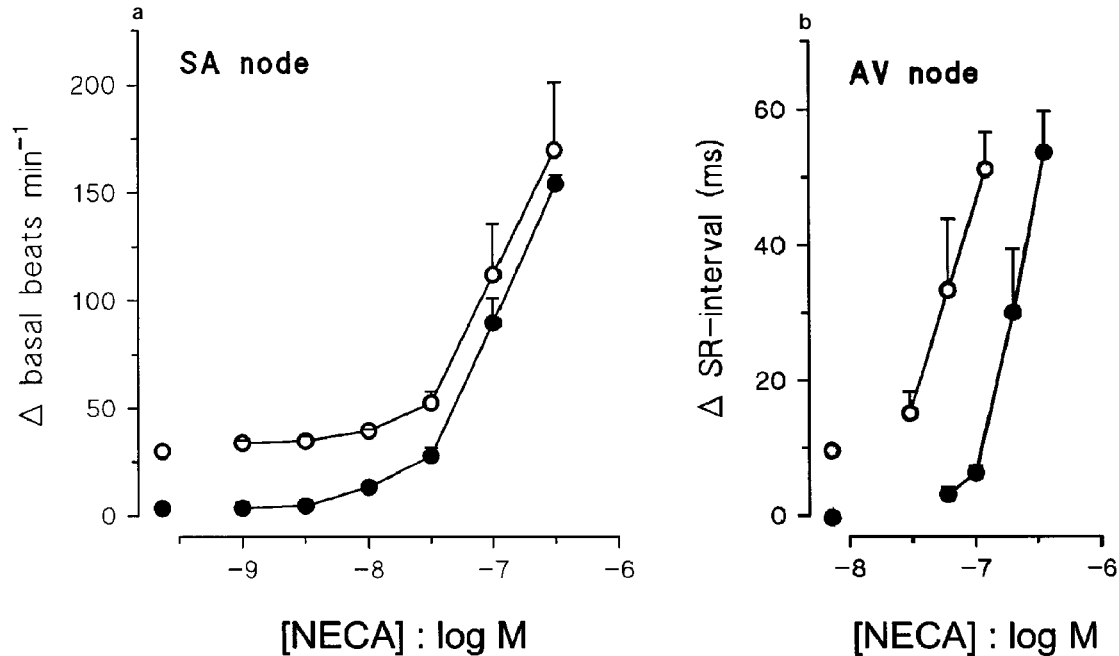 a
SA node
Δ basal beats min⁻¹
200
150
100
50
0
−9
−8
−7
−6
[NECA] : log M
b
AV node
Δ SR−interval (ms)
60
40
20
0
−8
−7
−6
[NECA] : log M